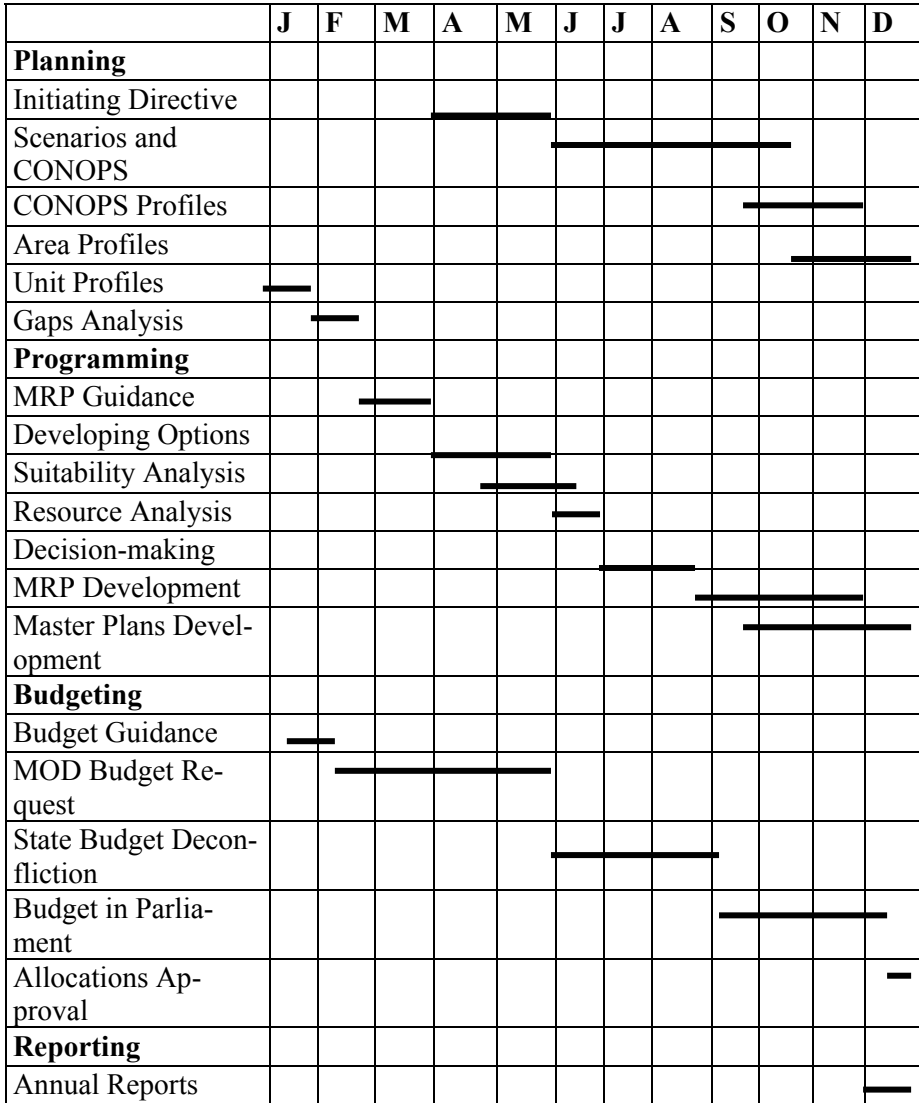 J F M A M J J A S O N D
Planning
Initiating Directive
Scenarios and
CONOPS
CONOPS Profiles
Area Profiles
Unit Profiles
Gaps Analysis
Programming
MRP Guidance
Developing Options
Suitability Analysis
Resource Analysis
Decision-making
MRP Development
Master Plans Devel-
opment
Budgeting
Budget Guidance
MOD Budget Re-
quest
State Budget Decon-
fliction
Budget in Parlia-
ment
Allocations Ap-
proval
Reporting
Annual Reports